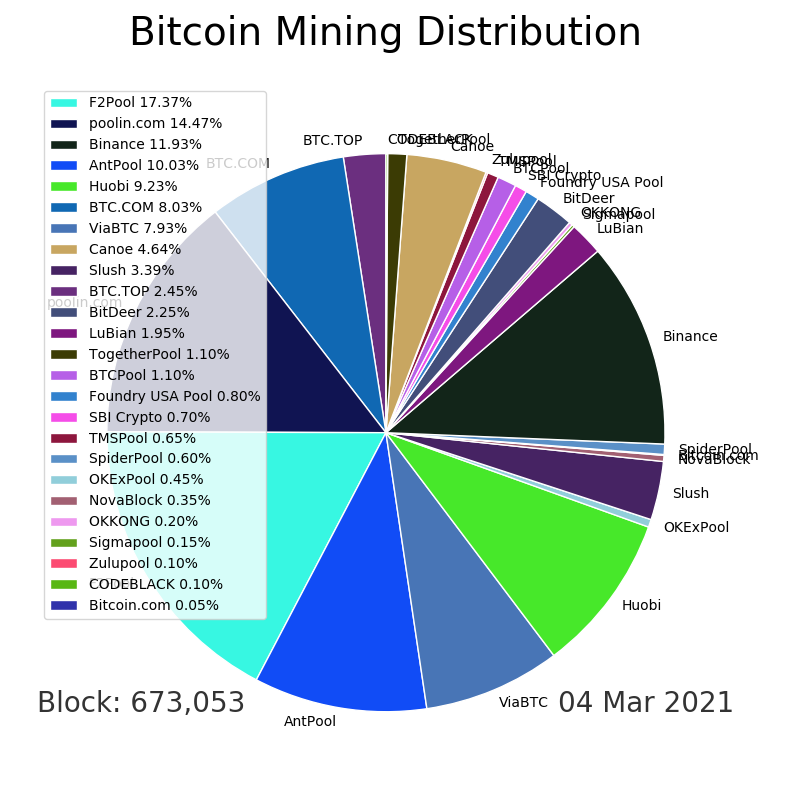 Bitcoin Mining Distribution
F2Pool 17.37%
poolin.com 14.47%
Binance 11.93%
AntPool 10.03%
Huobi 9.23%
BTC.COM 8.03%
ViaBTC 7.93%
Canoe 4.64%
Slush 3.39%
BTC.TOP 2.45%
BitDeer 2.25%
LuBian 1.95%
TogetherPool 1.10%
BTCPool 1.10%
Foundry USA Pool 0.80%
SBI Crypto 0.70%
TMSPool 0.65%
SpiderPool 0.60%
OKExPool 0.45%
NovaBlock 0.35%
OKKONG 0.20%
Sigmapool 0.15%
Zulupool 0.10%
CODEBLACK 0.10%
Bitcoin.com 0.05%
BTC.TOP
CODEBLACK
TogetherPool
Canoe
Zulupool
TMSPool
BTCPool
SBI Crypto
Foundry USA Pool
BitDeer
OKKONG
Sigmapool
LuBian
Binance
SpiderPool
Bitcoin.com
NovaBlock
Slush
OKExPool
Huobi
ViaBTC
AntPool
poolin.com
BTC.COM
Block: 673,053
04 Mar 2021